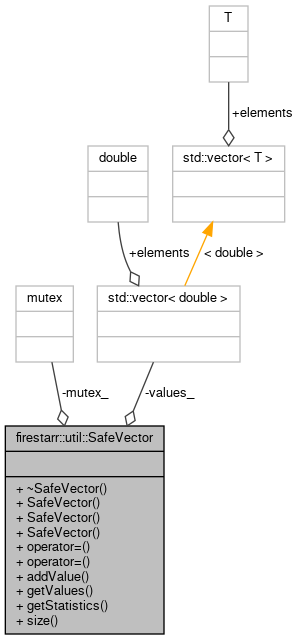 T
+elements
double
std::vector< T >
+elements
< double >
mutex
std::vector< double >
-mutex_
-values_
firestarr::util::SafeVector
+ ~SafeVector()
+ SafeVector()
+ SafeVector()
+ SafeVector()
+ operator=()
+ operator=()
+ addValue()
+ getValues()
+ getStatistics()
+ size()